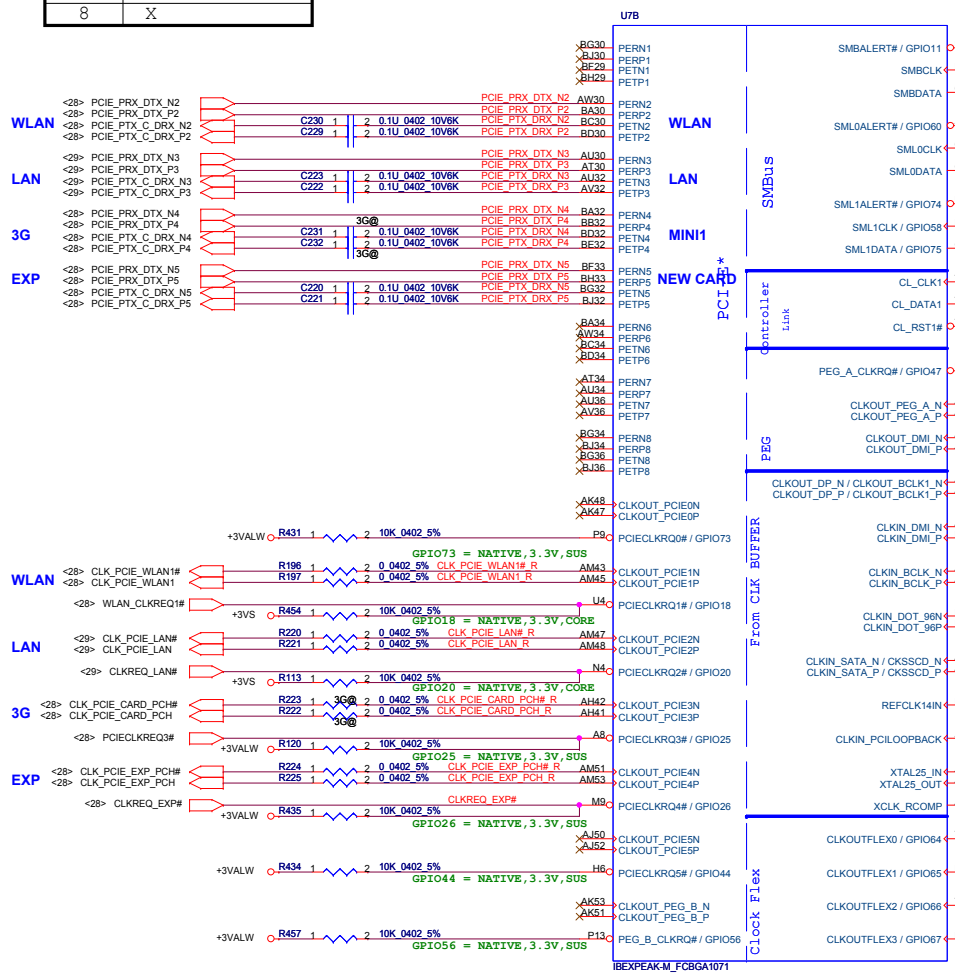 8 X
U7B
BG30 PERN1 SMBALERT# / GPIO11
BJ30 PERP1
BF29 PETN1 SMBCLK
BH29 PETP1
SMBDATA
<28> PCIE_PRX_DTX_N2 PCIE_PRX_DTX_N2 AW30 PERN2
<28> PCIE_PRX_DTX_P2 PCIE_PRX_DTX_P2 BA30 PERP2
WLAN <28> PCIE_PTX_C_DRX_N2 C230 1 2 0.1U_0402_10V6K PCIE_PTX_DRX_N2 BC30 PETN2 WLAN SML0ALERT# / GPIO60
<28> PCIE_PTX_C_DRX_P2 C229 1 2 0.1U_0402_10V6K PCIE_PTX_DRX_P2 BD30 PETP2
SML0CLK
<29> PCIE_PRX_DTX_N3 PCIE_PRX_DTX_N3 AU30 PERN3
<29> PCIE_PRX_DTX_P3 PCIE_PRX_DTX_P3 AT30 PERP3 SML0DATA
LAN <29> PCIE_PTX_C_DRX_N3 C223 1 2 0.1U_0402_10V6K PCIE_PTX_DRX_N3 AU32 PETN3 LAN
<29> PCIE_PTX_C_DRX_P3 C222 1 2 0.1U_0402_10V6K PCIE_PTX_DRX_P3 AV32 PETP3
SMBus
SML1ALERT# / GPIO74
<28> PCIE_PRX_DTX_N4 PCIE_PRX_DTX_N4 BA32 PERN4
<28> PCIE_PRX_DTX_P4 3G@ PCIE_PRX_DTX_P4 BB32 PERP4 SML1CLK / GPIO58
3G <28> PCIE_PTX_C_DRX_N4 C231 1 2 0.1U_0402_10V6K PCIE_PTX_DRX_N4 BD32 PETN4 MINI1
<28> PCIE_PTX_C_DRX_P4 C232 1 2 0.1U_0402_10V6K PCIE_PTX_DRX_P4 BE32 PETP4 SML1DATA / GPIO75
3G@
<28> PCIE_PRX_DTX_N5 PCIE_PRX_DTX_N5 BF33 PERN5
EXP <28> PCIE_PRX_DTX_P5 PCIE_PRX_DTX_P5 BH33 PERP5 NEW CARD CL_CLK1
<28> PCIE_PTX_C_DRX_N5 C220 1 2 0.1U_0402_10V6K PCIE_PTX_DRX_N5 BG32 PETN5
<28> PCIE_PTX_C_DRX_P5 C221 1 2 0.1U_0402_10V6K PCIE_PTX_DRX_P5 BJ32 PETP5 CL_DATA1
PCI-E*
Controller
Link
BA34 PERN6 CL_RST1#
AW34 PERP6
BC34 PETN6
BD34 PETP6
PEG_A_CLKRQ# / GPIO47
AT34 PERN7
AU34 PERP7
AU36 PETN7 CLKOUT_PEG_A_N
AV36 PETP7 CLKOUT_PEG_A_P
PEG
BG34 PERN8 CLKOUT_DMI_N
BJ34 PERP8 CLKOUT_DMI_P
BG36 PETN8
BJ36 PETP8
CLKOUT_DP_N / CLKOUT_BCLK1_N
CLKOUT_DP_P / CLKOUT_BCLK1_P
AK48 CLKOUT_PCIE0N
AK47 CLKOUT_PCIE0P
CLKIN_DMI_N
+3VALW R431 1 2 10K_0402_5% P9 PCIECLKRQ0# / GPIO73 CLKIN_DMI_P
GPIO73 = NATIVE,3.3V,SUS
From CLK BUFFER
<28> CLK_PCIE_WLAN1# R196 1 2 0_0402_5% CLK_PCIE_WLAN1#_R AM43 CLKOUT_PCIE1N CLKIN_BCLK_N
WLAN <28> CLK_PCIE_WLAN1 R197 1 2 0_0402_5% CLK_PCIE_WLAN1_R AM45 CLKOUT_PCIE1P CLKIN_BCLK_P
<28> WLAN_CLKREQ1# U4 PCIECLKRQ1# / GPIO18
+3VS R454 1 2 10K_0402_5% CLKIN_DOT_96N
GPIO18 = NATIVE,3.3V,CORE CLKIN_DOT_96P
<29> CLK_PCIE_LAN# R220 1 2 0_0402_5% CLK_PCIE_LAN#_R AM47 CLKOUT_PCIE2N
LAN <29> CLK_PCIE_LAN R221 1 2 0_0402_5% CLK_PCIE_LAN_R AM48 CLKOUT_PCIE2P
CLKIN_SATA_N / CKSSCD_N
<29> CLKREQ_LAN# N4 PCIECLKRQ2# / GPIO20 CLKIN_SATA_P / CKSSCD_P
+3VS R113 1 2 10K_0402_5%
GPIO20 = NATIVE,3.3V,CORE
<28> CLK_PCIE_CARD_PCH# R223 1 3G@ 2 0_0402_5% CLK_PCIE_CARD_PCH#_R AH42 CLKOUT_PCIE3N REFCLK14IN
3G <28> CLK_PCIE_CARD_PCH R222 1 2 0_0402_5% CLK_PCIE_CARD_PCH_R AH41 CLKOUT_PCIE3P
3G@
<28> PCIECLKREQ3# A8 PCIECLKRQ3# / GPIO25 CLKIN_PCILOOPBACK
+3VALW R120 1 2 10K_0402_5%
GPIO25 = NATIVE,3.3V,SUS
<28> CLK_PCIE_EXP_PCH# R224 1 2 0_0402_5% CLK_PCIE_EXP_PCH#_R AM51 CLKOUT_PCIE4N XTAL25_IN
EXP <28> CLK_PCIE_EXP_PCH R225 1 2 0_0402_5% CLK_PCIE_EXP_PCH_R AM53 CLKOUT_PCIE4P XTAL25_OUT
<28> CLKREQ_EXP# CLKREQ_EXP# M9 PCIECLKRQ4# / GPIO26 XCLK_RCOMP
+3VALW R435 1 2 10K_0402_5%
GPIO26 = NATIVE,3.3V,SUS
AJ50 CLKOUT_PCIE5N CLKOUTFLEX0 / GPIO64
AJ52 CLKOUT_PCIE5P
+3VALW R434 1 2 10K_0402_5% H6 PCIECLKRQ5# / GPIO44 CLKOUTFLEX1 / GPIO65
GPIO44 = NATIVE,3.3V,SUS
Clock Flex
AK53 CLKOUT_PEG_B_N CLKOUTFLEX2 / GPIO66
AK51 CLKOUT_PEG_B_P
+3VALW R457 1 2 10K_0402_5% P13 PEG_B_CLKRQ# / GPIO56 CLKOUTFLEX3 / GPIO67
GPIO56 = NATIVE,3.3V,SUS
IBEXPEAK-M_FCBGA1071